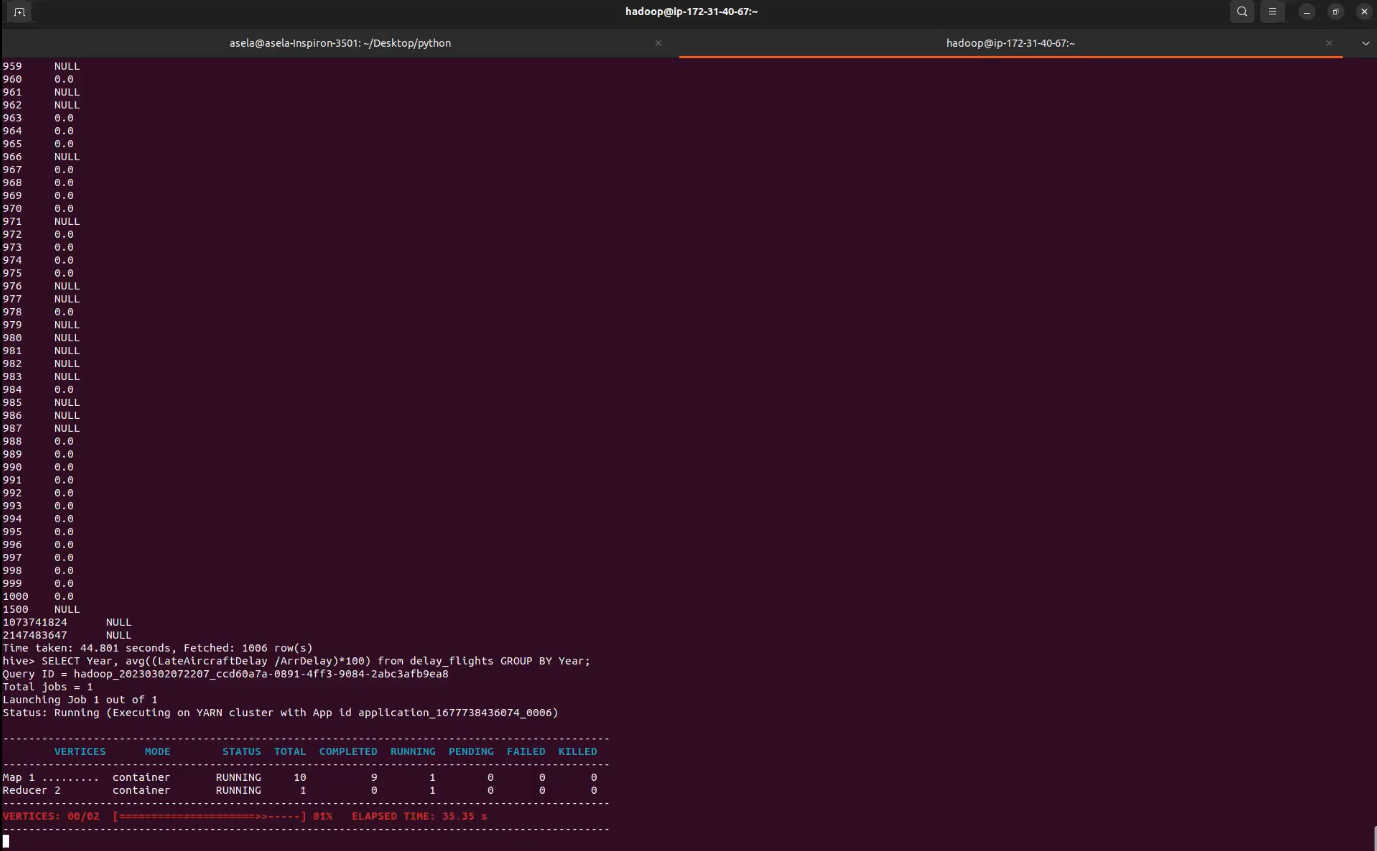 hadoop@ip-172-31-40-67:~
asela@asela-Inspiron-3501: ~/Desktop/python
hadoop@ip-172-31-40-67:~
959 NULL
960 0.0
961 NULL
962 NULL
963 0.0
964 0.0
965 0.0
966 NULL
967 0.0
968 0.0
969 0.0
970 0.0
971 NULL
972 0.0
973 0.0
974 0.0
975 0.0
976 NULL
977 NULL
978 0.0
979 NULL
980 NULL
981 NULL
982 NULL
983 NULL
984 0.0
985 NULL
986 NULL
987 NULL
988 0.0
989 0.0
990 0.0
991 0.0
992 0.0
993 0.0
994 0.0
995 0.0
996 0.0
997 0.0
998 0.0
999 0.0
1000 0.0
1500 NULL
1073741824 NULL
2147483647 NULL
Time taken: 44.801 seconds, Fetched: 1006 row(s)
hive> SELECT Year, avg((LateAircraftDelay /ArrDelay)*100) from delay_flights GROUP BY Year;
Query ID = hadoop_20230302072207_ccd60a7a-0891-4ff3-9084-2abc3afb9ea8
Total jobs = 1
Launching Job 1 out of 1
Status: Running (Executing on YARN cluster with App id application_1677738436074_0006)
----------------------------------------------------------------------------------------------
VERTICES MODE STATUS TOTAL COMPLETED RUNNING PENDING FAILED KILLED
----------------------------------------------------------------------------------------------
Map 1 ......... container RUNNING 10 9 1 0 0 0
Reducer 2 container RUNNING 1 0 1 0 0 0
----------------------------------------------------------------------------------------------
VERTICES: 00/02 [=====================>>-----] 81% ELAPSED TIME: 35.35 s
----------------------------------------------------------------------------------------------